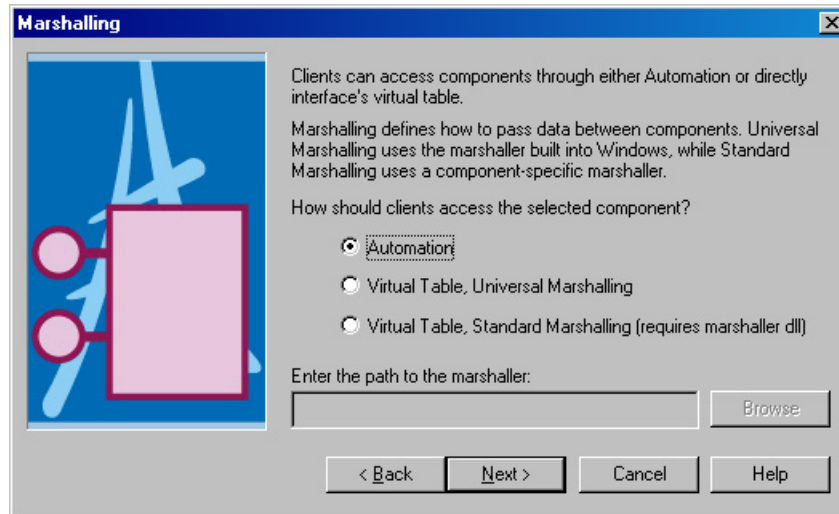 Marshalling
Clients can access components through either Automation or directly
interface's virtual table.
Marshalling defines how to pass data between components. Universal
Marshalling uses the marshaller built into Windows, while Standard
Marshalling uses a component-specific marshaller.
How should clients access the selected component?
Automation
Virtual Table, Universal Marshalling
Virtual Table, Standard Marshalling (requires marshaller dll)
Enter the path to the marshaller:
Browse
< Back Next > Cancel Help